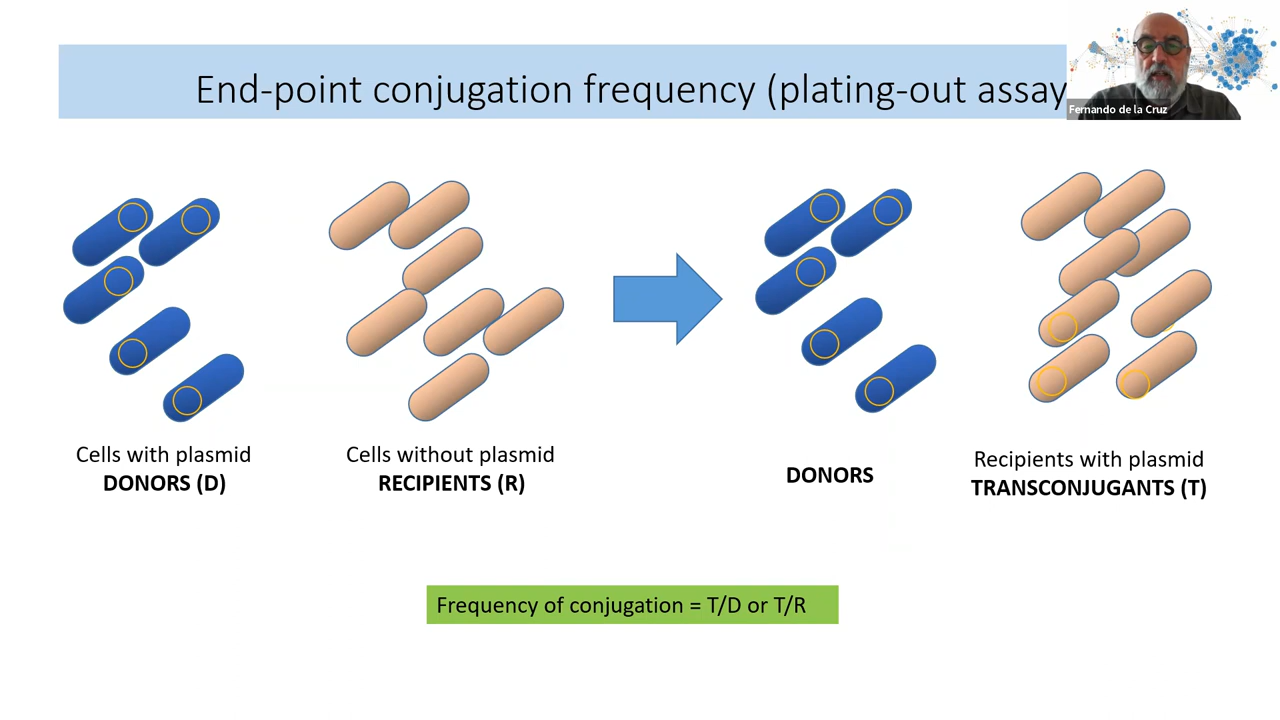 End-point conjugation frequency (plating-out assay
Fernando de la Cruz
Cells with plasmid
DONORS (D)
Cells without plasmid
RECIPIENTS (R)
DONORS
Recipients with plasmid
TRANSCONJUGANTS (T)
Frequency of conjugation = T/D or T/R